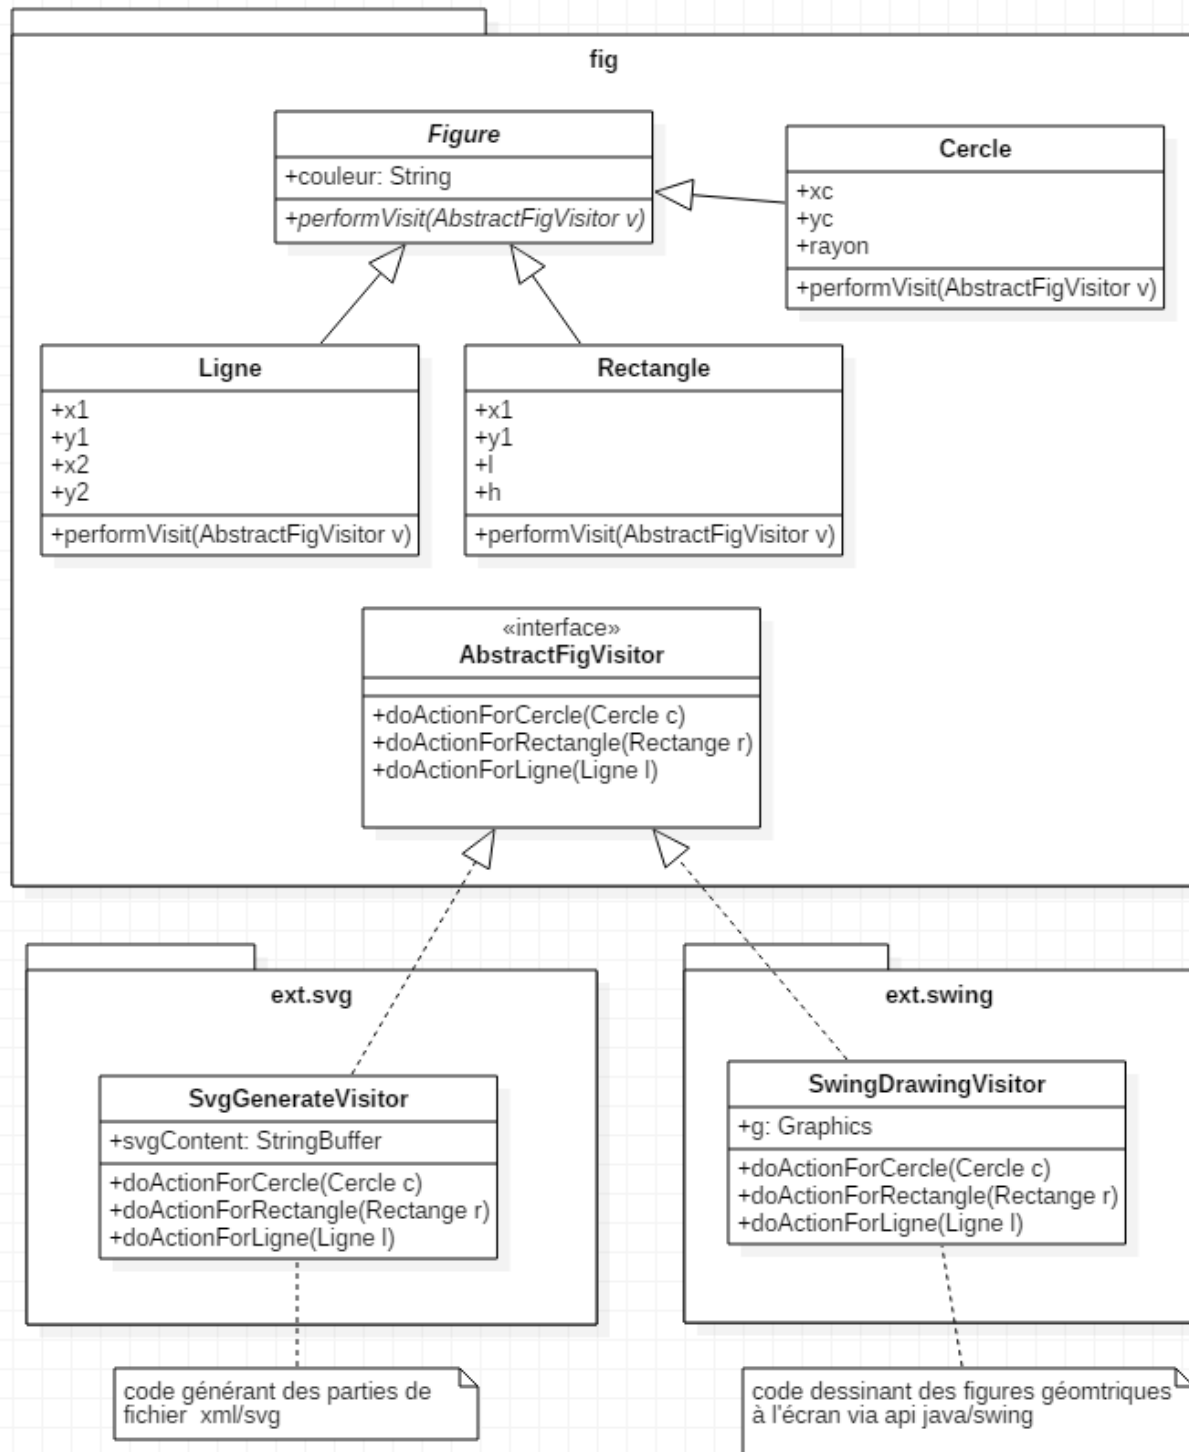 fig
Figure
+couleur: String
+performVisit(AbstractFigVisitor v)
Cercle
+xc
+yc
+rayon
+performVisit(AbstractFigVisitor v)
Ligne
+x1
+y1
+x2
+y2
+performVisit(AbstractFigVisitor v)
Rectangle
+x1
+y1
+l
+h
+performVisit(AbstractFigVisitor v)
«interface»
AbstractFigVisitor
+doActionForCercle(Cercle c)
+doActionForRectangle(Rectange r)
+doActionForLigne(Ligne l)
ext.svg
SvgGenerateVisitor
+svgContent: StringBuffer
+doActionForCercle(Cercle c)
+doActionForRectangle(Rectange r)
+doActionForLigne(Ligne l)
code générant des parties de
fichier  xml/svg
ext.swing
SwingDrawingVisitor
+g: Graphics
+doActionForCercle(Cercle c)
+doActionForRectangle(Rectange r)
+doActionForLigne(Ligne l)
code dessinant des figures géomtriques
à l'écran via api java/swing